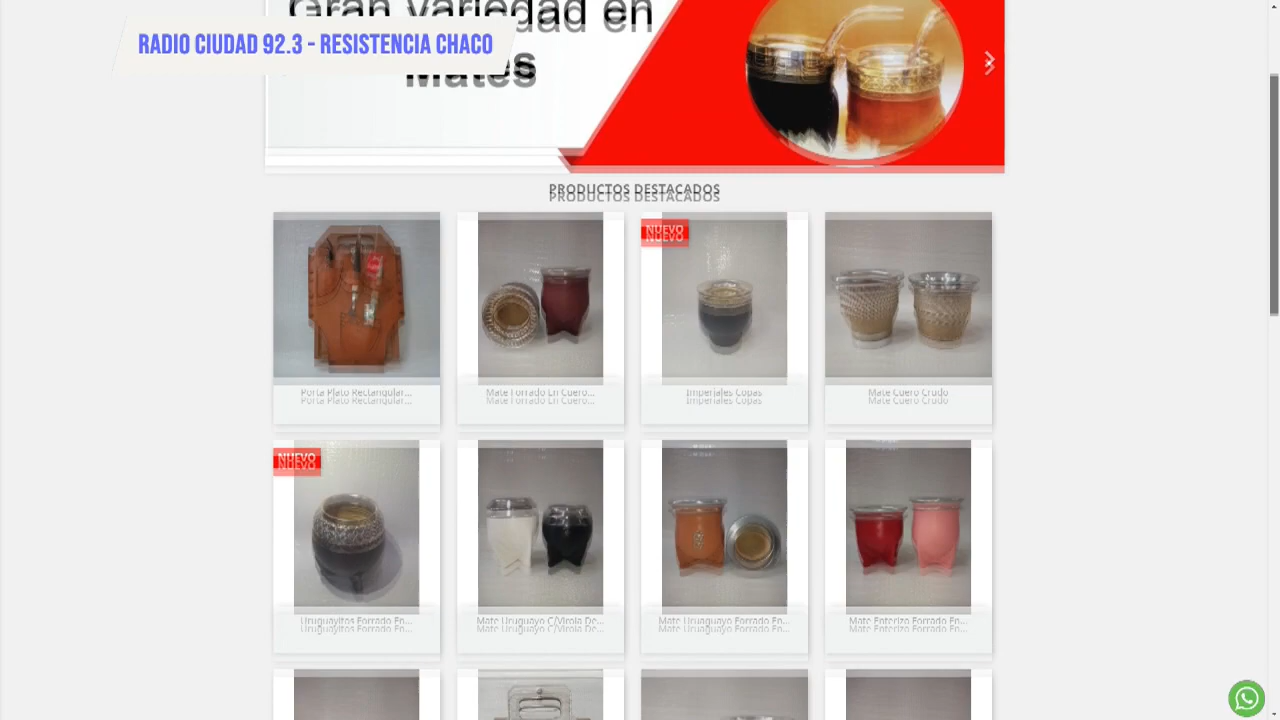 Gran variedad en
RADIO CIUDAD 92.3 - RESISTENCIA CHACO
Mates
PRODUCTOS DESTACADOS
NUEVO
Porta Plato Rectangular...
Mate Forrado En Cuero...
Imperiales Copas
Mate Cuero Crudo
NUEVO
Uruguayitos Forrado En...
Mate Uruguayo C/Virola De...
Mate Uruaguayo Forrado En...
Mate Enterizo Forrado En...